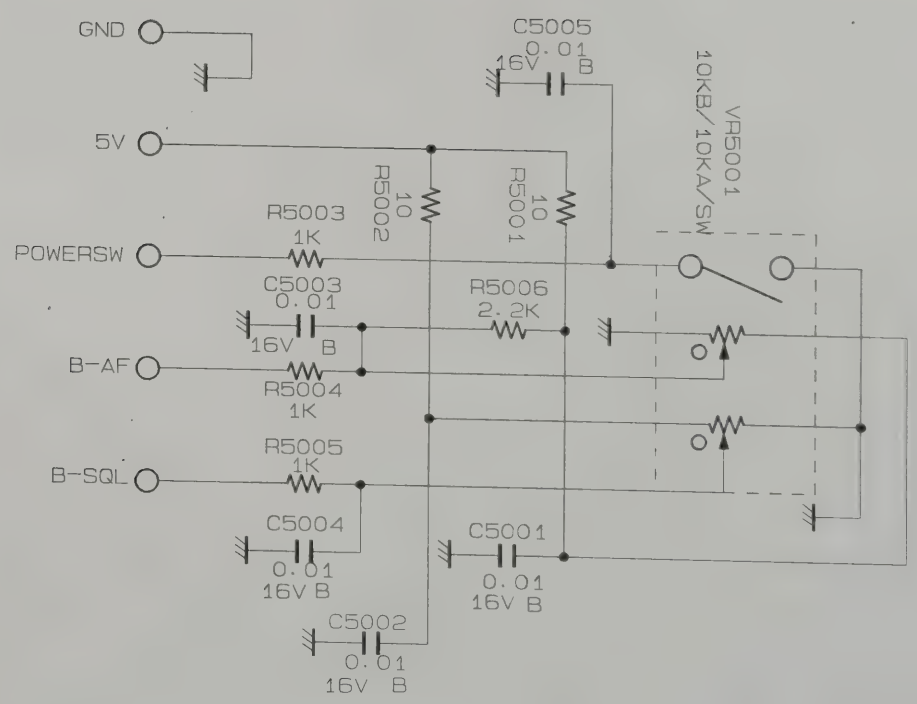 GND
C5005
0.01
16V B
5V
10KB/10KA/SW
VR5001
R5002
10
R5001
10
R5003
1K
POWERSW
C5003
0.01
16V B
R5006
2.2K
B-AF
R5004
1K
R5005
1K
B-SQL
C5004
0.01
16V B
C5001
0.01
16V B
C5002
0.01
16V B